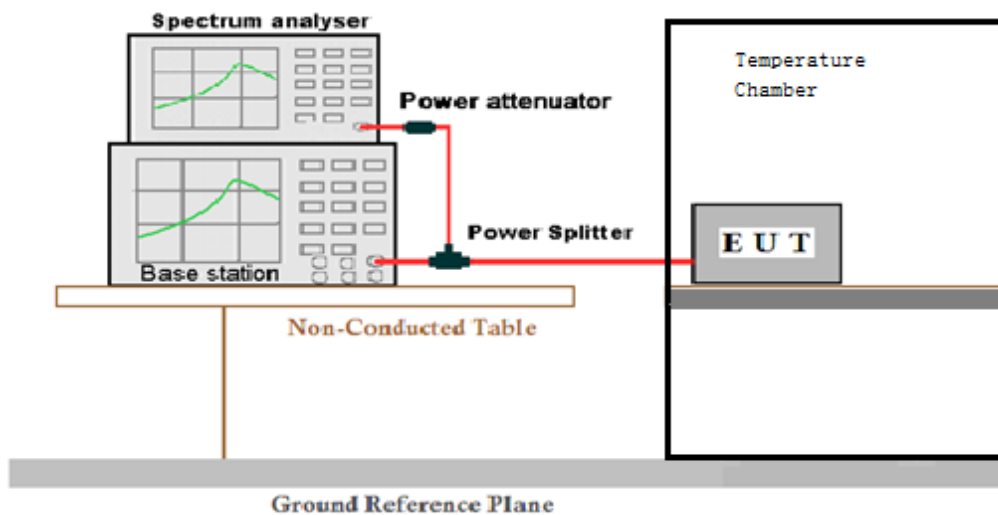 Spectrum analyser
Temperature
Chamber
Power attenuator
Power Splitter
E U T
Base station
Non-Conducted Table
Ground Reference Plane